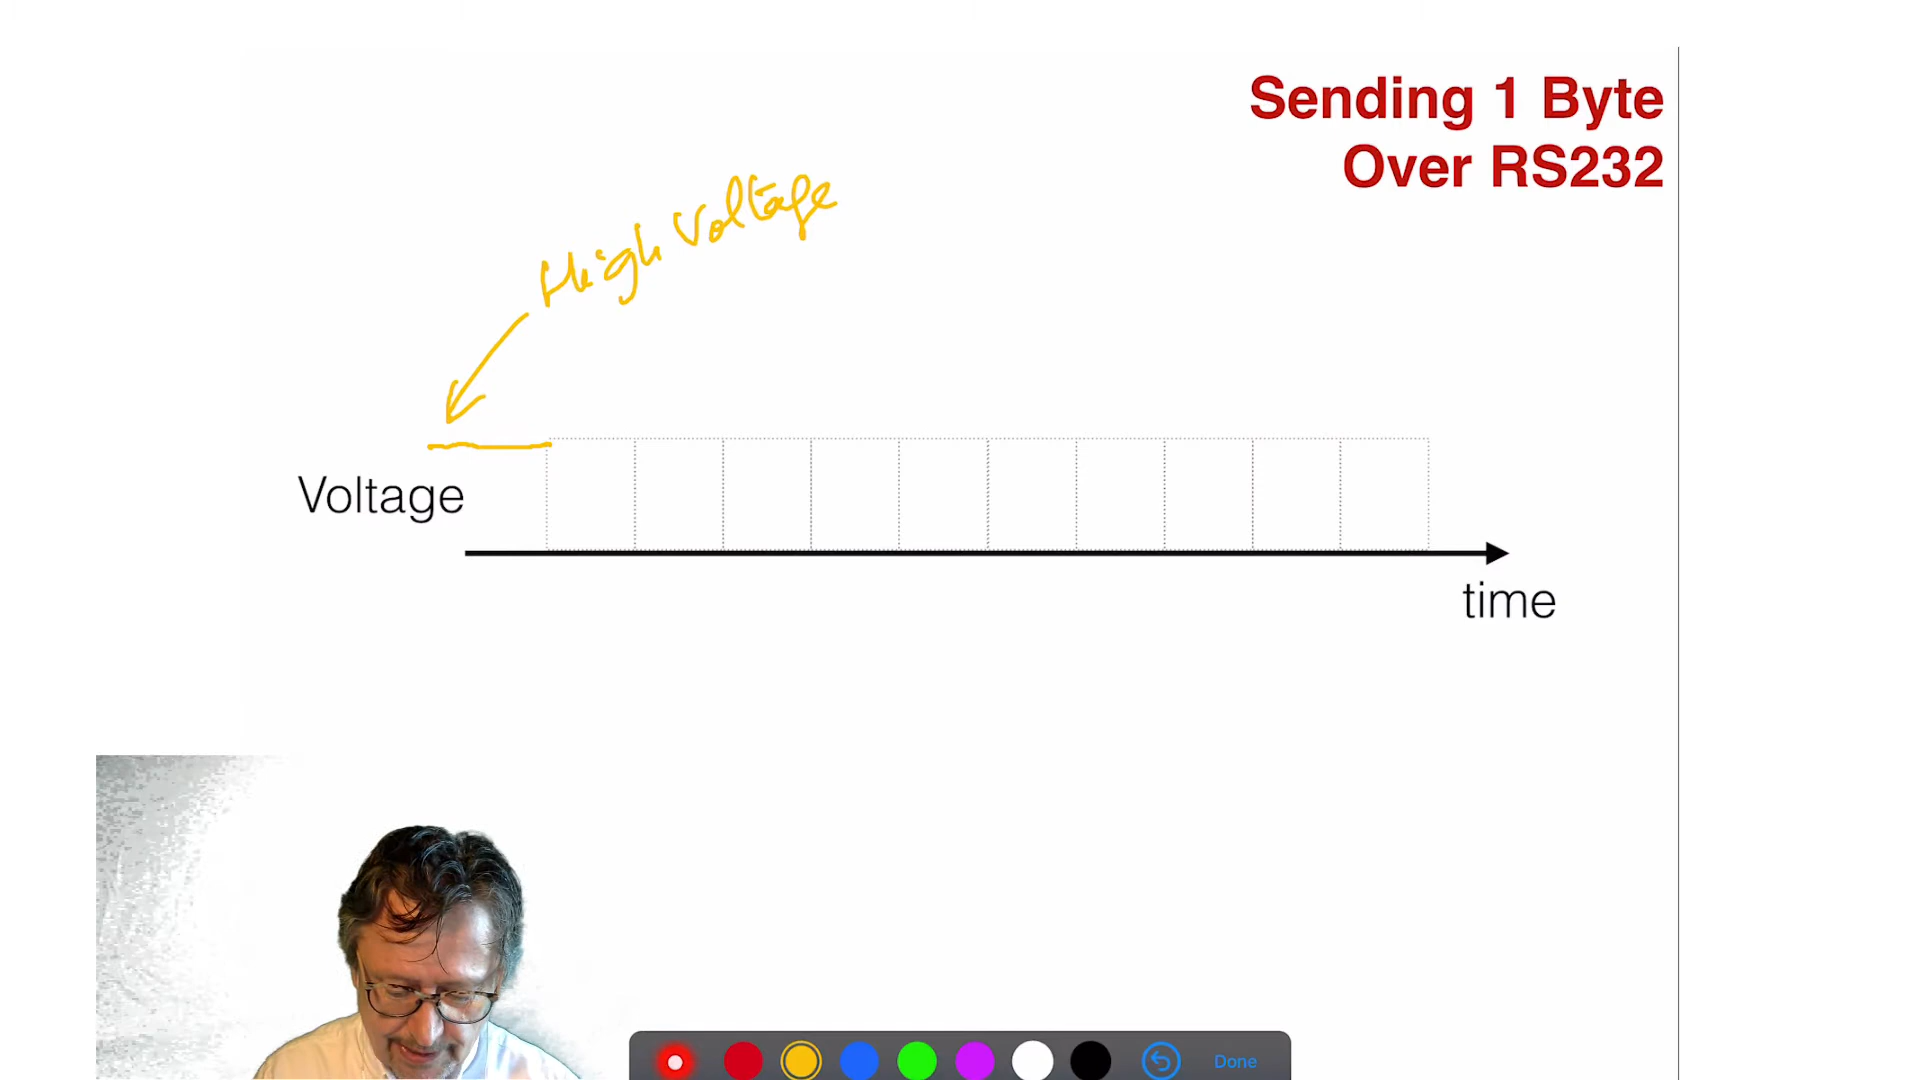 Sending 1 Byte
Over RS232
High Voltage
Voltage
time
Done